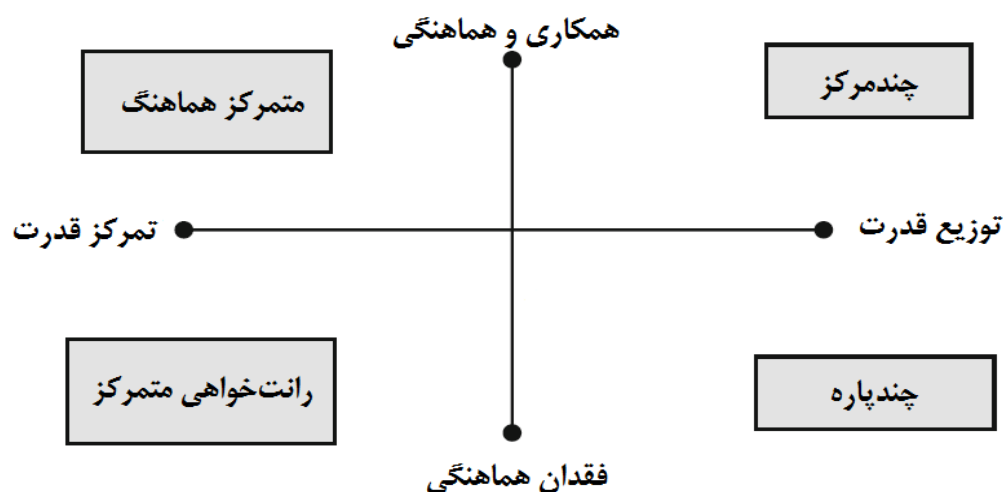 همکاری و هماهنگی
چندمرکز
متمرکز هماهنگ
توزیع قدرت
تمرکز قدرت
چندپاره
رانت‌خواهی متمرکز
فقدان هماهنگی